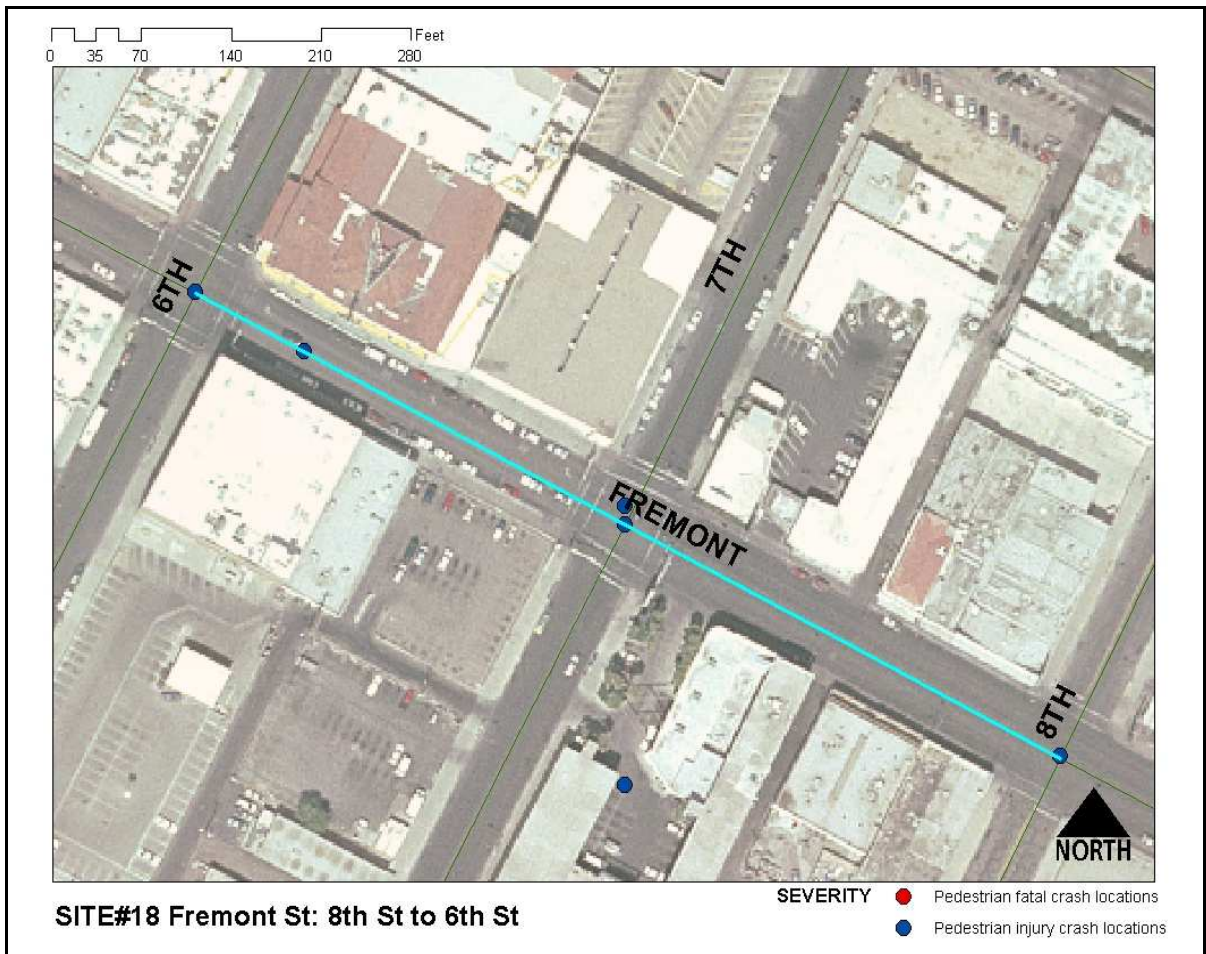 Feet
0 35 70 140 210 280
6TH
7TH
FREMONT
8TH
NORTH
SITE#18 Fremont St: 8th St to 6th St
SEVERITY
Pedestrian fatal crash locations
Pedestrian injury crash locations